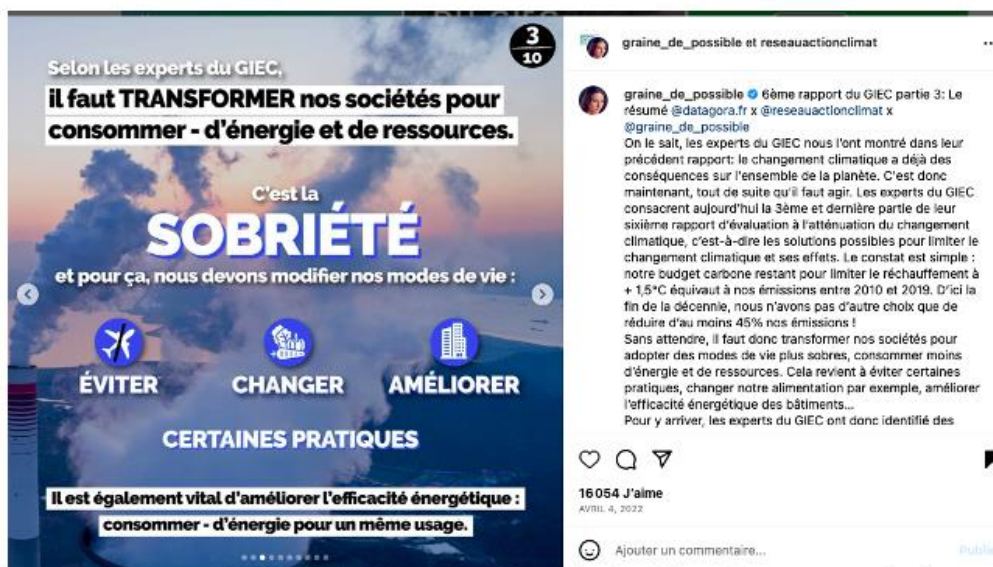 3
10
Selon les experts du GIEC,
il faut TRANSFORMER nos sociétés pour
consommer - d'énergie et de ressources.
C'est la
SOBRIÉTÉ
et pour ça, nous devons modifier nos modes de vie :
ÉVITER
CHANGER
AMÉLIORER
CERTAINES PRATIQUES
Il est également vital d'améliorer l'efficacité énergétique :
consommer - d'énergie pour un même usage.
graine_de_possible et reseauactionclimat
graine_de_possible 6ème rapport du GIEC partie 3: Le
résumé @datagora.fr x @reseauactionclimat x
@graine_de_possible
On le sait, les experts du GIEC nous l'ont montré dans leur
précédent rapport: le changement climatique a déjà des
conséquences sur l'ensemble de la planète. C'est donc
maintenant, tout de suite qu'il faut agir. Les experts du GIEC
consacrent aujourd'hui la 3ème et dernière partie de leur
sixième rapport d'évaluation à l'atténuation du changement
climatique, c'est-à-dire les solutions possibles pour limiter le
changement climatique et ses effets. Le constat est simple :
notre budget carbone restant pour limiter le réchauffement à
+ 1,5°C équivaut à nos émissions entre 2010 et 2019. D'ici la
fin de la décennie, nous n'avons pas d'autre choix que de
réduire d'au moins 45% nos émissions !
Sans attendre, il faut donc transformer nos sociétés pour
adopter des modes de vie plus sobres, consommer moins
d'énergie et de ressources. Cela revient à éviter certaines
pratiques, changer notre alimentation par exemple, améliorer
l'efficacité énergétique des bâtiments...
Pour y arriver, les experts du GIEC ont donc identifié des
16 054 J'aime
AVRIL 4, 2022
Ajouter un commentaire...